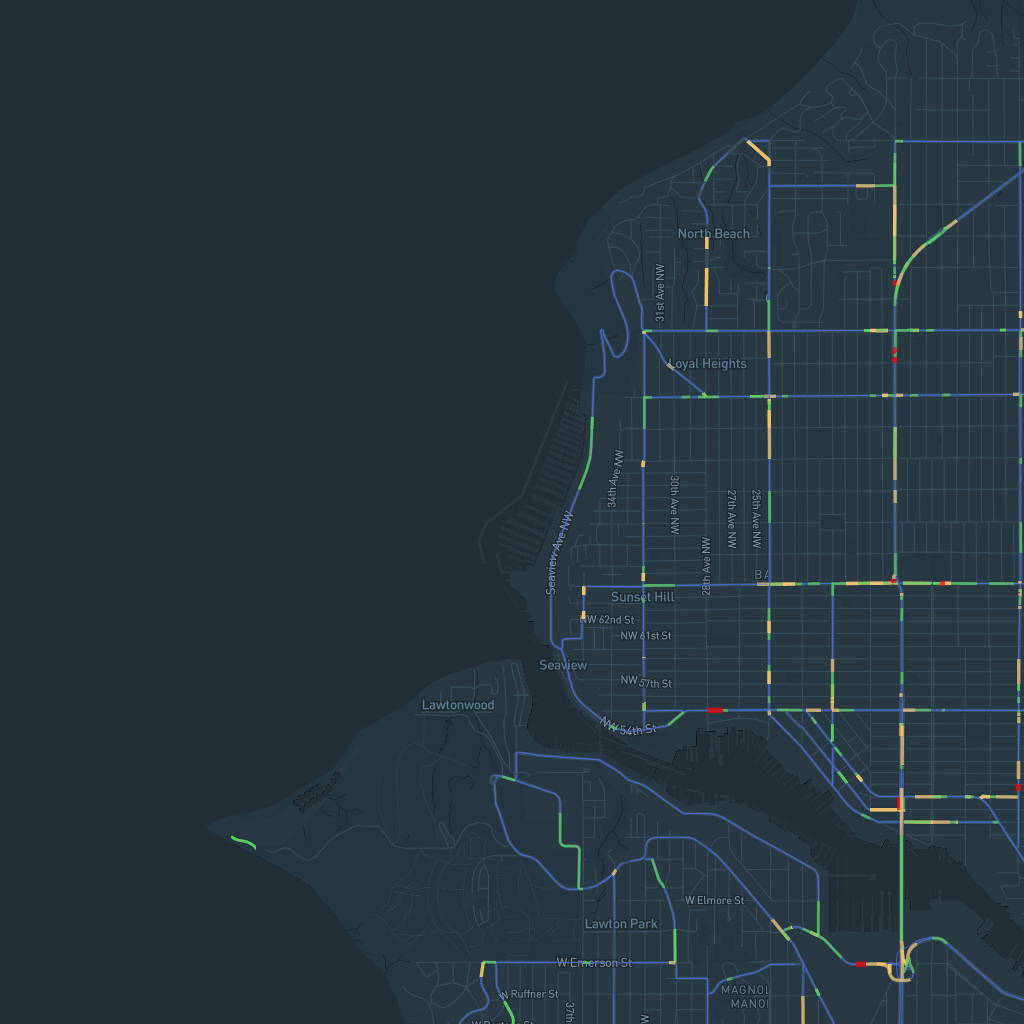 North Beach
31st Ave NW
Loyal Heights
34th Ave NW
30th Ave NW
27th Ave NW
25th Ave NW
Seaview Ave NW
28th Ave NW
BA
Sunset Hill
NW 62nd St
NW 61st St
Seaview
NW 57th St
Lawtonwood
NW 54th St
W Elmore St
Lawton Park
W Emerson St
W Ruffner St
MAGNOL
MANOR
37th
W